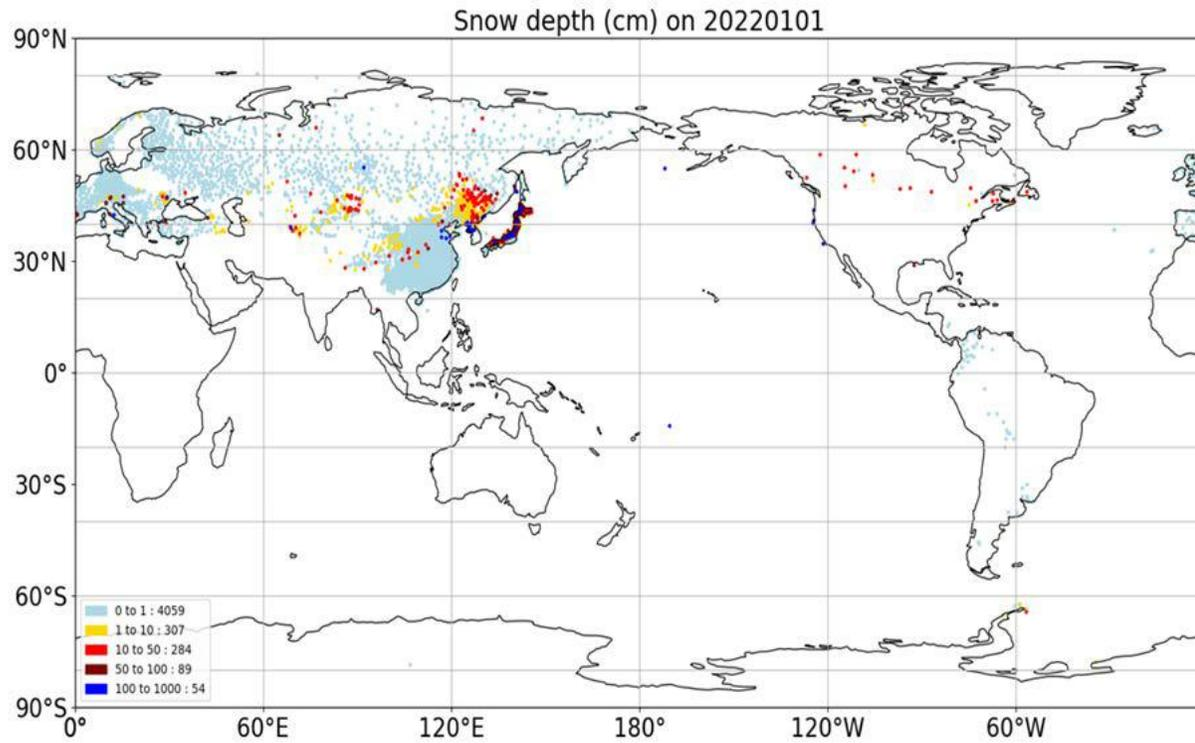 Snow depth (cm) on 20220101
90°N
60°N
30°N
0°
30°S
60°S
90°S
0 to 1 : 4059
1 to 10 : 307
10 to 50 : 284
50 to 100 : 89
100 to 1000 : 54
0° 60°E 120°E 180° 120°W 60°W